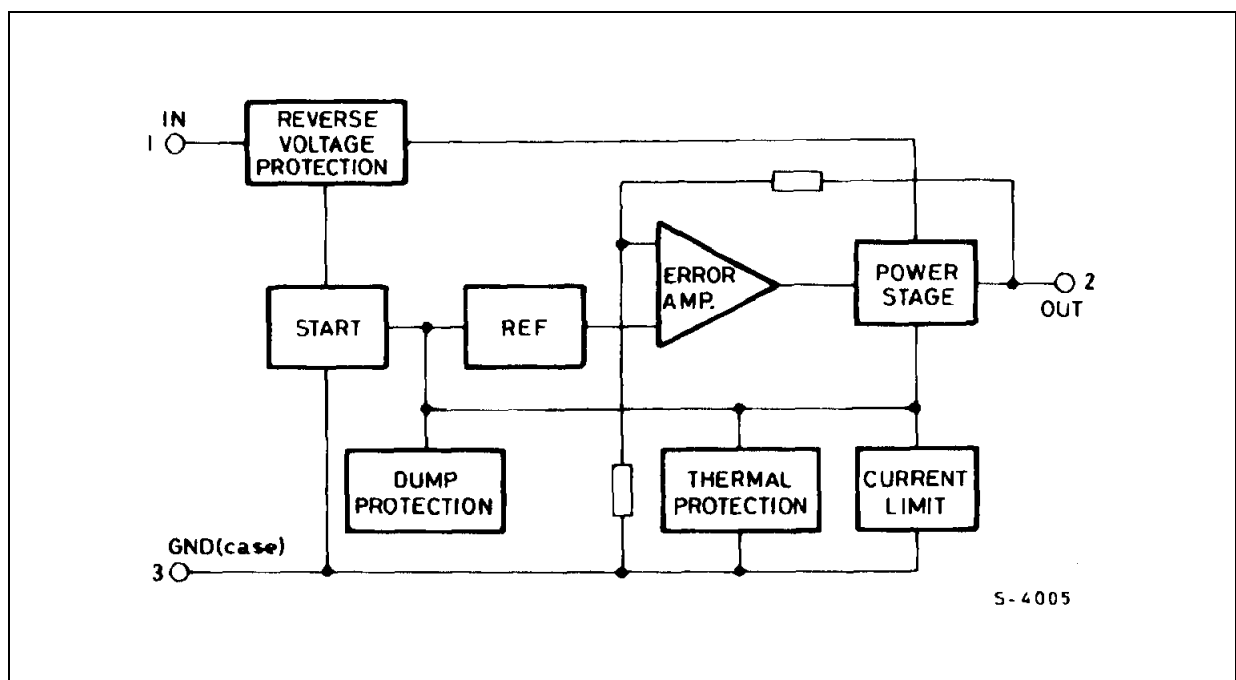 IN
1
REVERSE
VOLTAGE
PROTECTION
ERROR
AMP.
POWER
STAGE
2
OUT
START
REF
DUMP
PROTECTION
THERMAL
PROTECTION
CURRENT
LIMIT
GND(case)
3
S-4005